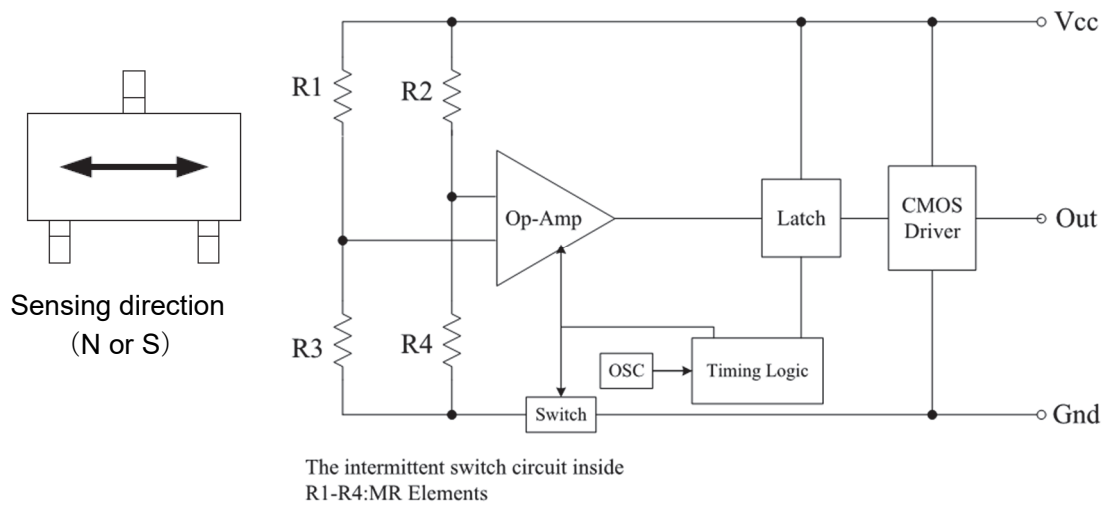 Sensing direction
（N or S）
Vcc
R1
R2
Op-Amp
Latch
CMOS
Driver
Out
R3
R4
OSC
Timing Logic
Switch
Gnd
The intermittent switch circuit inside
R1-R4:MR Elements